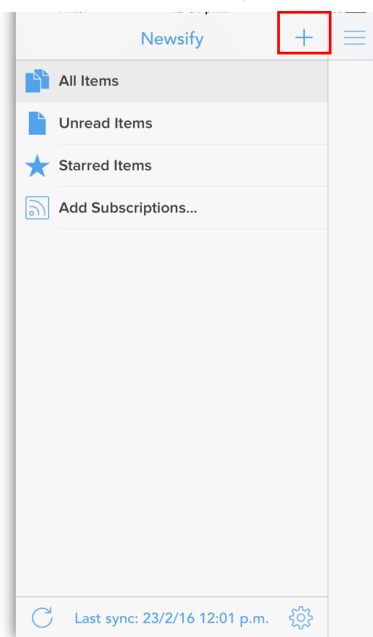 Newsify
All Items
Unread Items
Starred Items
Add Subscriptions...
Last sync: 23/2/16 12:01 p.m.